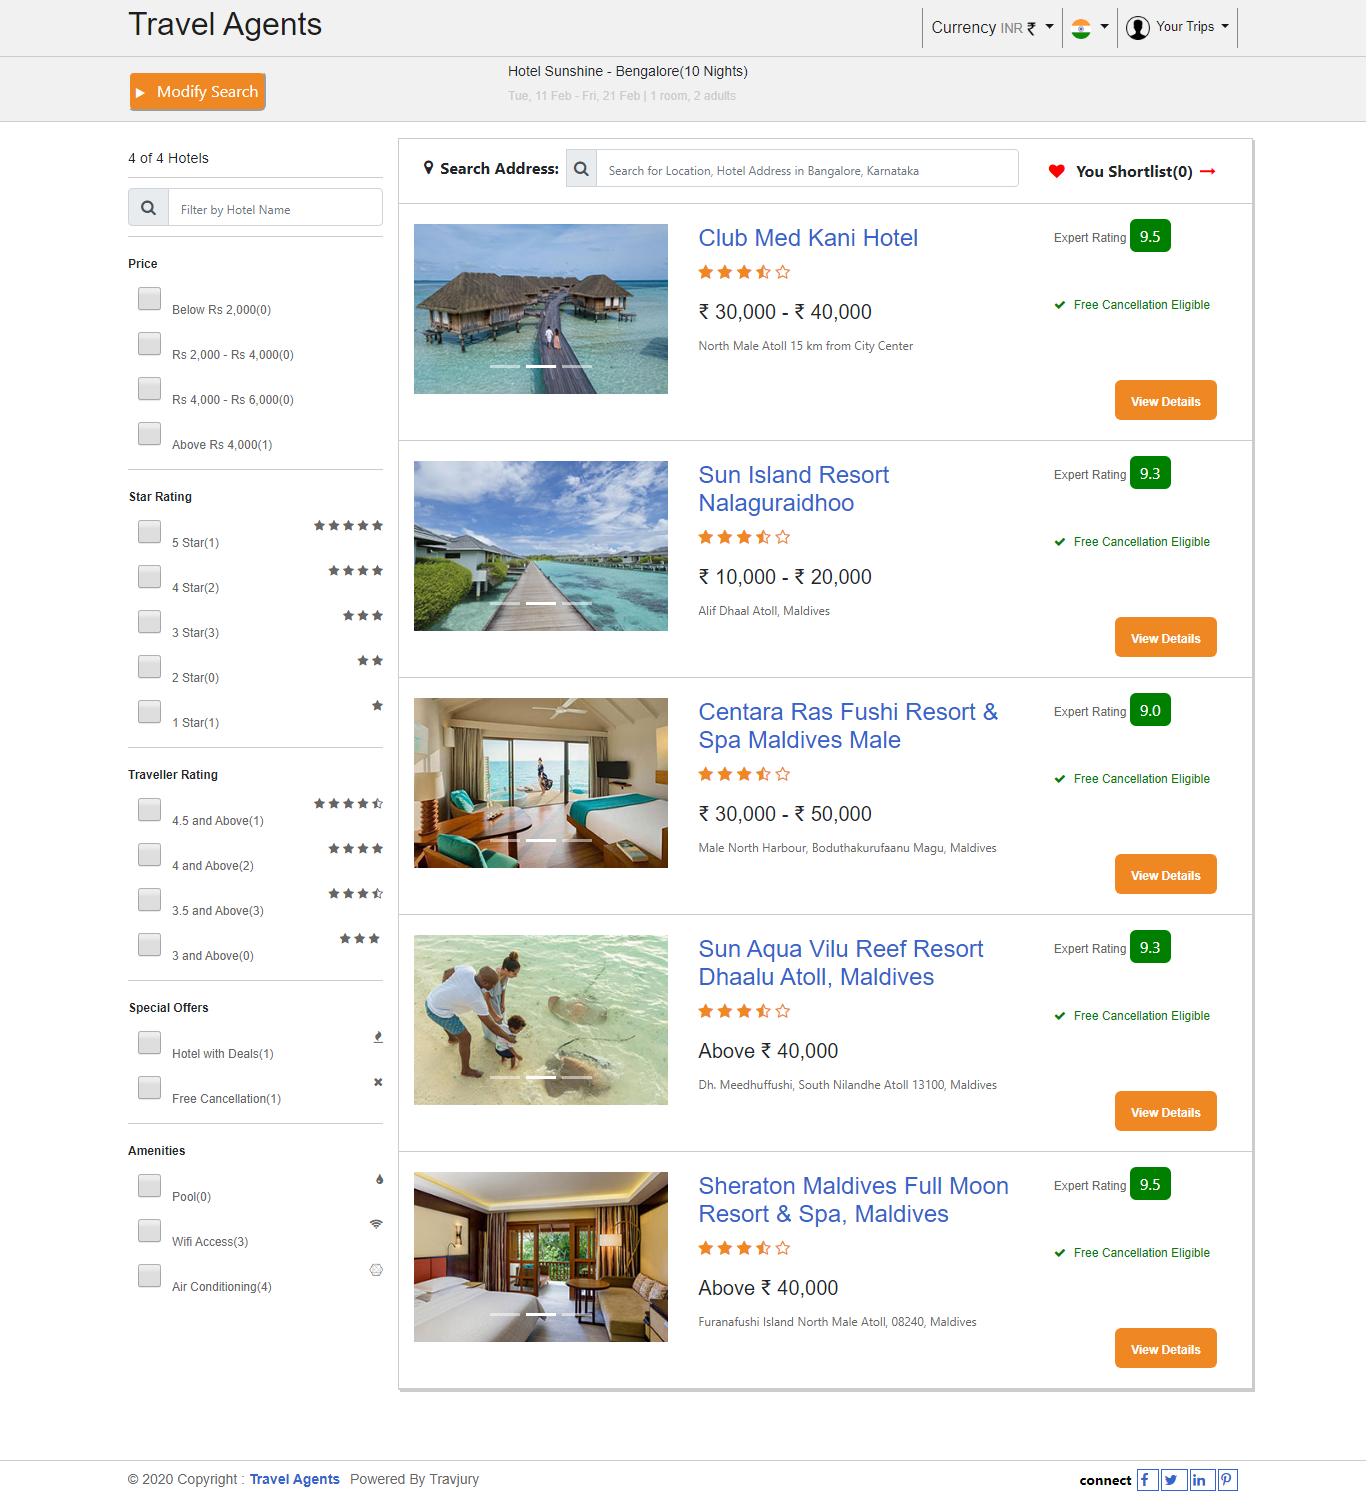 Travel Agents
Currency INR ₹
Your Trips
Modify Search
Hotel Sunshine - Bengalore(10 Nights)
Tue, 11 Feb - Fri, 21 Feb | 1 room, 2 adults
4 of 4 Hotels
Filter by Hotel Name
Price
Below Rs 2,000(0)
Rs 2,000 - Rs 4,000(0)
Rs 4,000 - Rs 6,000(0)
Above Rs 4,000(1)
Star Rating
5 Star(1)
4 Star(2)
3 Star(3)
2 Star(0)
1 Star(1)
Traveller Rating
4.5 and Above(1)
4 and Above(2)
3.5 and Above(3)
3 and Above(0)
Special Offers
Hotel with Deals(1)
Free Cancellation(1)
Amenities
Pool(0)
Wifi Access(3)
Air Conditioning(4)
Search Address:
Search for Location, Hotel Address in Bangalore, Karnataka
You Shortlist(0)
Club Med Kani Hotel
₹ 30,000 - ₹ 40,000
North Male Atoll 15 km from City Center
Expert Rating 9.5
Free Cancellation Eligible
View Details
Sun Island Resort
Nalaguraidhoo
₹ 10,000 - ₹ 20,000
Alif Dhaal Atoll, Maldives
Expert Rating 9.3
Free Cancellation Eligible
View Details
Centara Ras Fushi Resort &
Spa Maldives Male
₹ 30,000 - ₹ 50,000
Male North Harbour, Boduthakurufaanu Magu, Maldives
Expert Rating 9.0
Free Cancellation Eligible
View Details
Sun Aqua Vilu Reef Resort
Dhaalu Atoll, Maldives
Above ₹ 40,000
Dh. Meedhuffushi, South Nilandhe Atoll 13100, Maldives
Expert Rating 9.3
Free Cancellation Eligible
View Details
Sheraton Maldives Full Moon
Resort & Spa, Maldives
Above ₹ 40,000
Furanafushi Island North Male Atoll, 08240, Maldives
Expert Rating 9.5
Free Cancellation Eligible
View Details
© 2020 Copyright : Travel Agents Powered By Travjury
connect